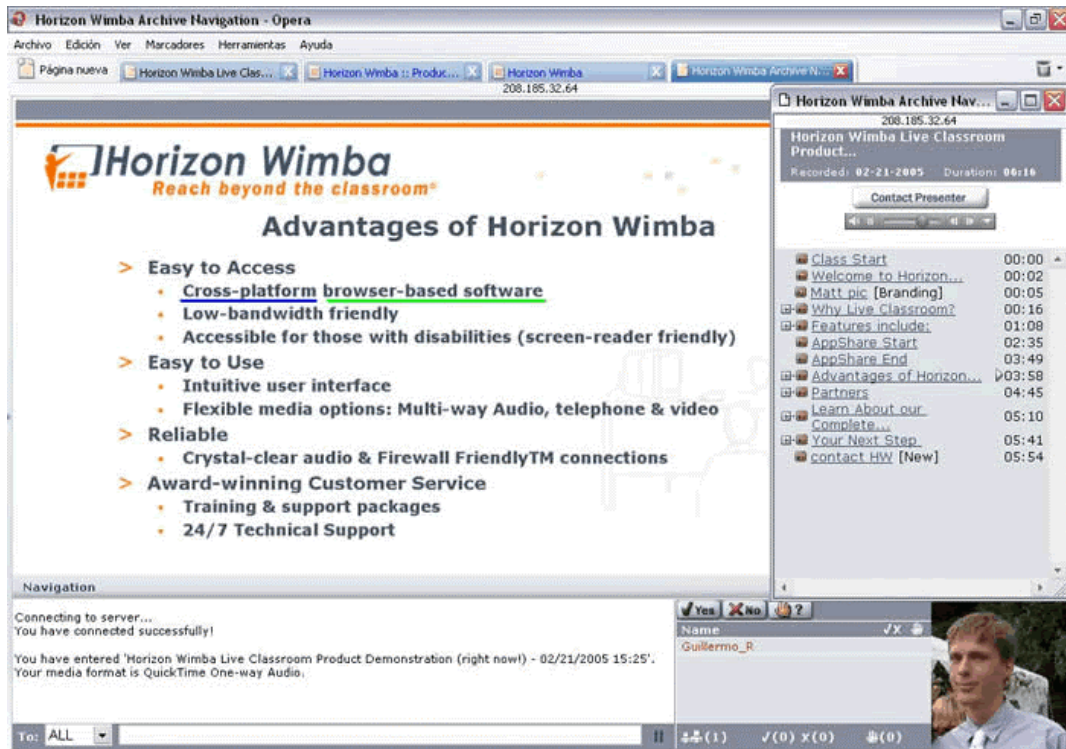 Horizon Wimba Archive Navigation - Opera
Archivo Edición Ver Marcadores Herramientas Ayuda
Página nueva Horizon Wimba Live Clas... Horizon Wimba :: Produc... Horizon Wimba Horizon Wimba Archive N...
208.185.32.64
Horizon Wimba
Reach beyond the classroom®
Advantages of Horizon Wimba
> Easy to Access
• Cross-platform browser-based software
• Low-bandwidth friendly
• Accessible for those with disabilities (screen-reader friendly)
> Easy to Use
• Intuitive user interface
• Flexible media options: Multi-way Audio, telephone & video
> Reliable
• Crystal-clear audio & Firewall FriendlyTM connections
> Award-winning Customer Service
• Training & support packages
• 24/7 Technical Support
Horizon Wimba Archive Nav...
208.185.32.64
Horizon Wimba Live Classroom
Product...
Recorded: 02-21-2005 Duration: 06:16
Contact Presenter
Class Start 00:00
Welcome to Horizon... 00:02
Matt pic [Branding] 00:05
Why Live Classroom? 00:16
Features include: 01:08
AppShare Start 02:35
AppShare End 03:49
Advantages of Horizon... 03:58
Partners 04:45
Learn About our
Complete... 05:10
Your Next Step 05:41
contact HW [New] 05:54
Navigation
Connecting to server...
You have connected successfully!
You have entered 'Horizon Wimba Live Classroom Product Demonstration (right now!) - 02/21/2005 15:25'.
Your media format is QuickTime One-way Audio.
To: ALL
Yes No ?
Name √x
Guillermo_R
(1) √(0) x(0) (0)